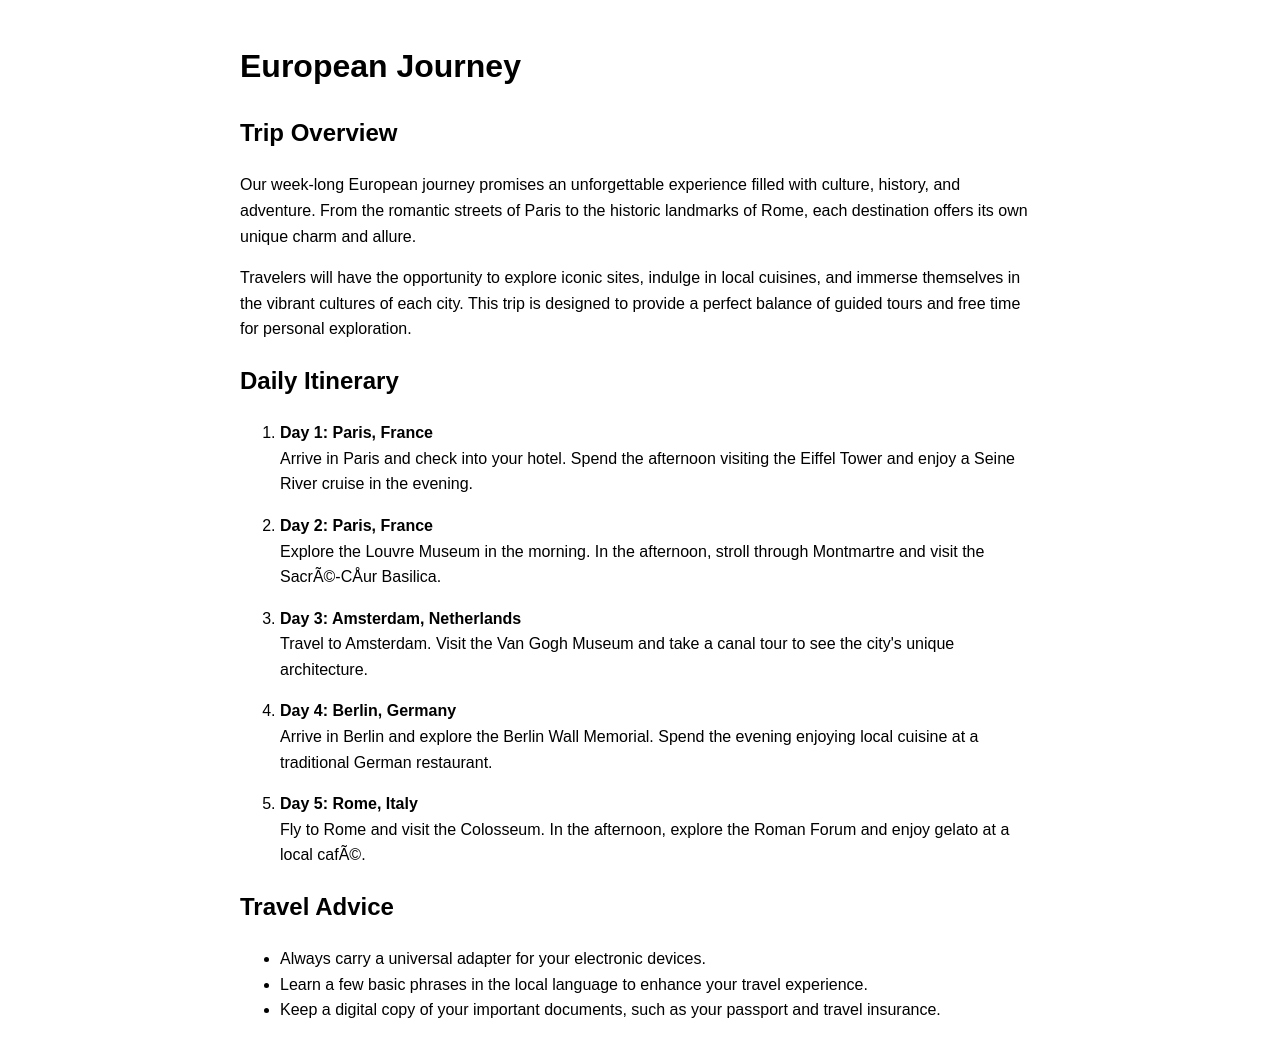 European Journey
Trip Overview
Our week-long European journey promises an unforgettable experience filled with culture, history, and
adventure. From the romantic streets of Paris to the historic landmarks of Rome, each destination offers its own
unique charm and allure.
Travelers will have the opportunity to explore iconic sites, indulge in local cuisines, and immerse themselves in
the vibrant cultures of each city. This trip is designed to provide a perfect balance of guided tours and free time
for personal exploration.
Daily Itinerary
1. Day 1: Paris, France
Arrive in Paris and check into your hotel. Spend the afternoon visiting the Eiffel Tower and enjoy a Seine
River cruise in the evening.
2. Day 2: Paris, France
Explore the Louvre Museum in the morning. In the afternoon, stroll through Montmartre and visit the
SacrÃ©-CÅur Basilica.
3. Day 3: Amsterdam, Netherlands
Travel to Amsterdam. Visit the Van Gogh Museum and take a canal tour to see the city's unique
architecture.
4. Day 4: Berlin, Germany
Arrive in Berlin and explore the Berlin Wall Memorial. Spend the evening enjoying local cuisine at a
traditional German restaurant.
5. Day 5: Rome, Italy
Fly to Rome and visit the Colosseum. In the afternoon, explore the Roman Forum and enjoy gelato at a
local cafÃ©.
Travel Advice
• Always carry a universal adapter for your electronic devices.
• Learn a few basic phrases in the local language to enhance your travel experience.
• Keep a digital copy of your important documents, such as your passport and travel insurance.